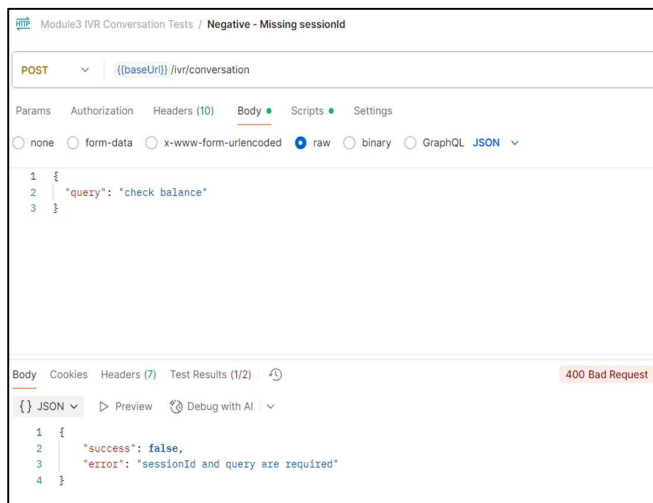 HTTP Module3 IVR Conversation Tests / Negative - Missing sessionId
POST {{baseUrl}} /ivr/conversation
Params Authorization Headers (10) Body Scripts Settings
none form-data x-www-form-urlencoded raw binary GraphQL JSON
1 {
2 "query": "check balance"
3 }
Body Cookies Headers (7) Test Results (1/2) 400 Bad Request
{} JSON Preview Debug with AI
1 {
2 "success": false,
3 "error": "sessionId and query are required"
4 }